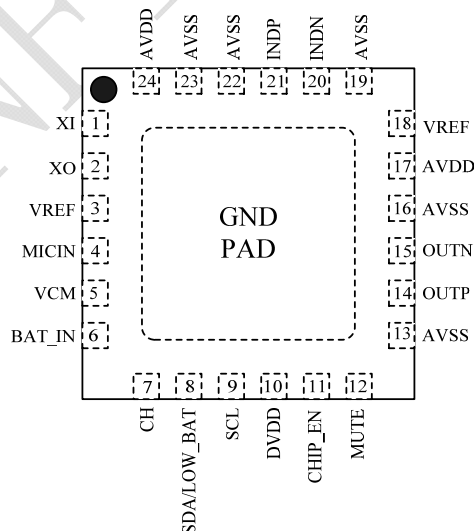 AVDD AVSS AVSS INDP INDN AVSS
24 23 22 21 20 19
XI 1
XO 2
VREF 3
MICIN 4
VCM 5
BAT_IN 6
GND
PAD
18 VREF
17 AVDD
16 AVSS
15 OUTN
14 OUTP
13 AVSS
7 8 9 10 11 12
CH SDA/LOW_BAT SCL DVDD CHIP_EN MUTE